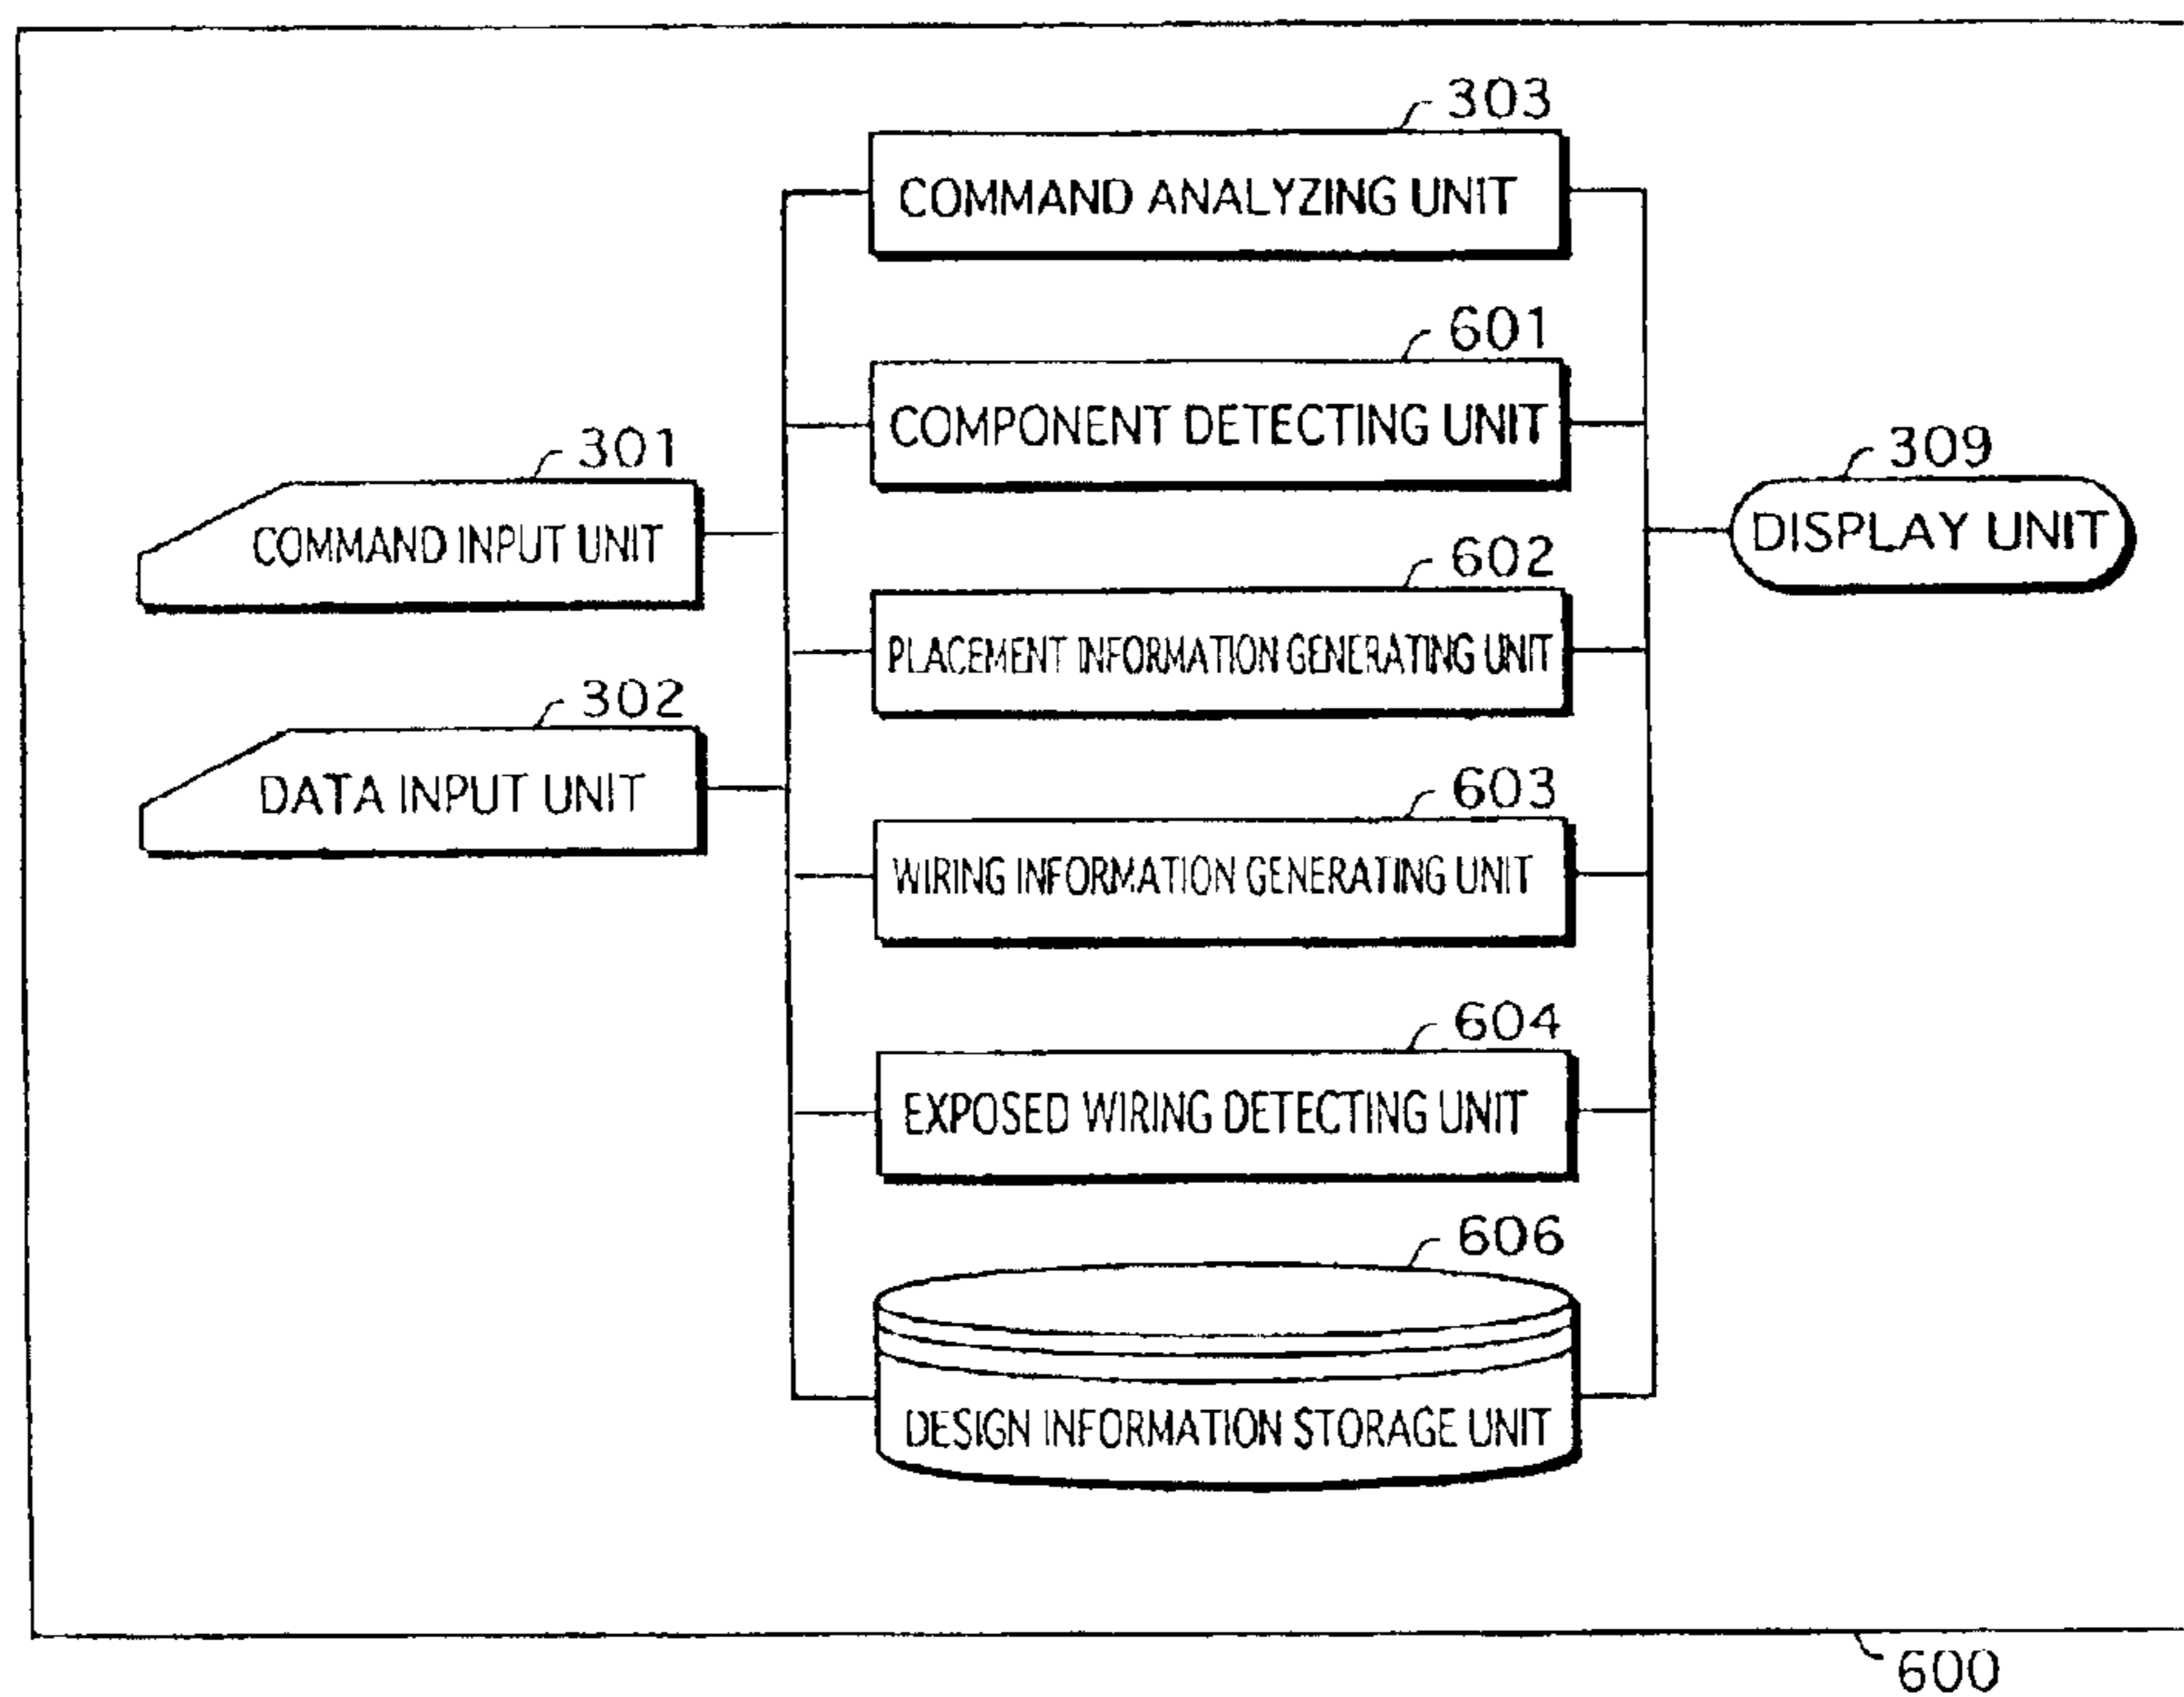 303
COMMAND ANALYZING UNIT
601
COMPONENT DETECTING UNIT
301
COMMAND INPUT UNIT
309
DISPLAY UNIT
602
PLACEMENT INFORMATION GENERATING UNIT
302
DATA INPUT UNIT
603
WIRING INFORMATION GENERATING UNIT
604
EXPOSED WIRING DETECTING UNIT
606
DESIGN INFORMATION STORAGE UNIT
600